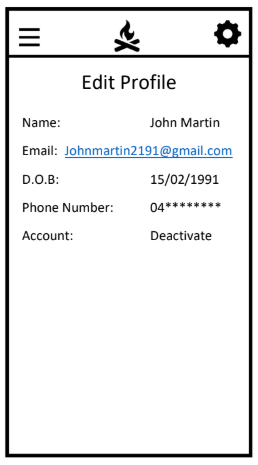 Edit Profile
Name: John Martin
Email: Johnmartin2191@gmail.com
D.O.B: 15/02/1991
Phone Number: 04********
Account: Deactivate